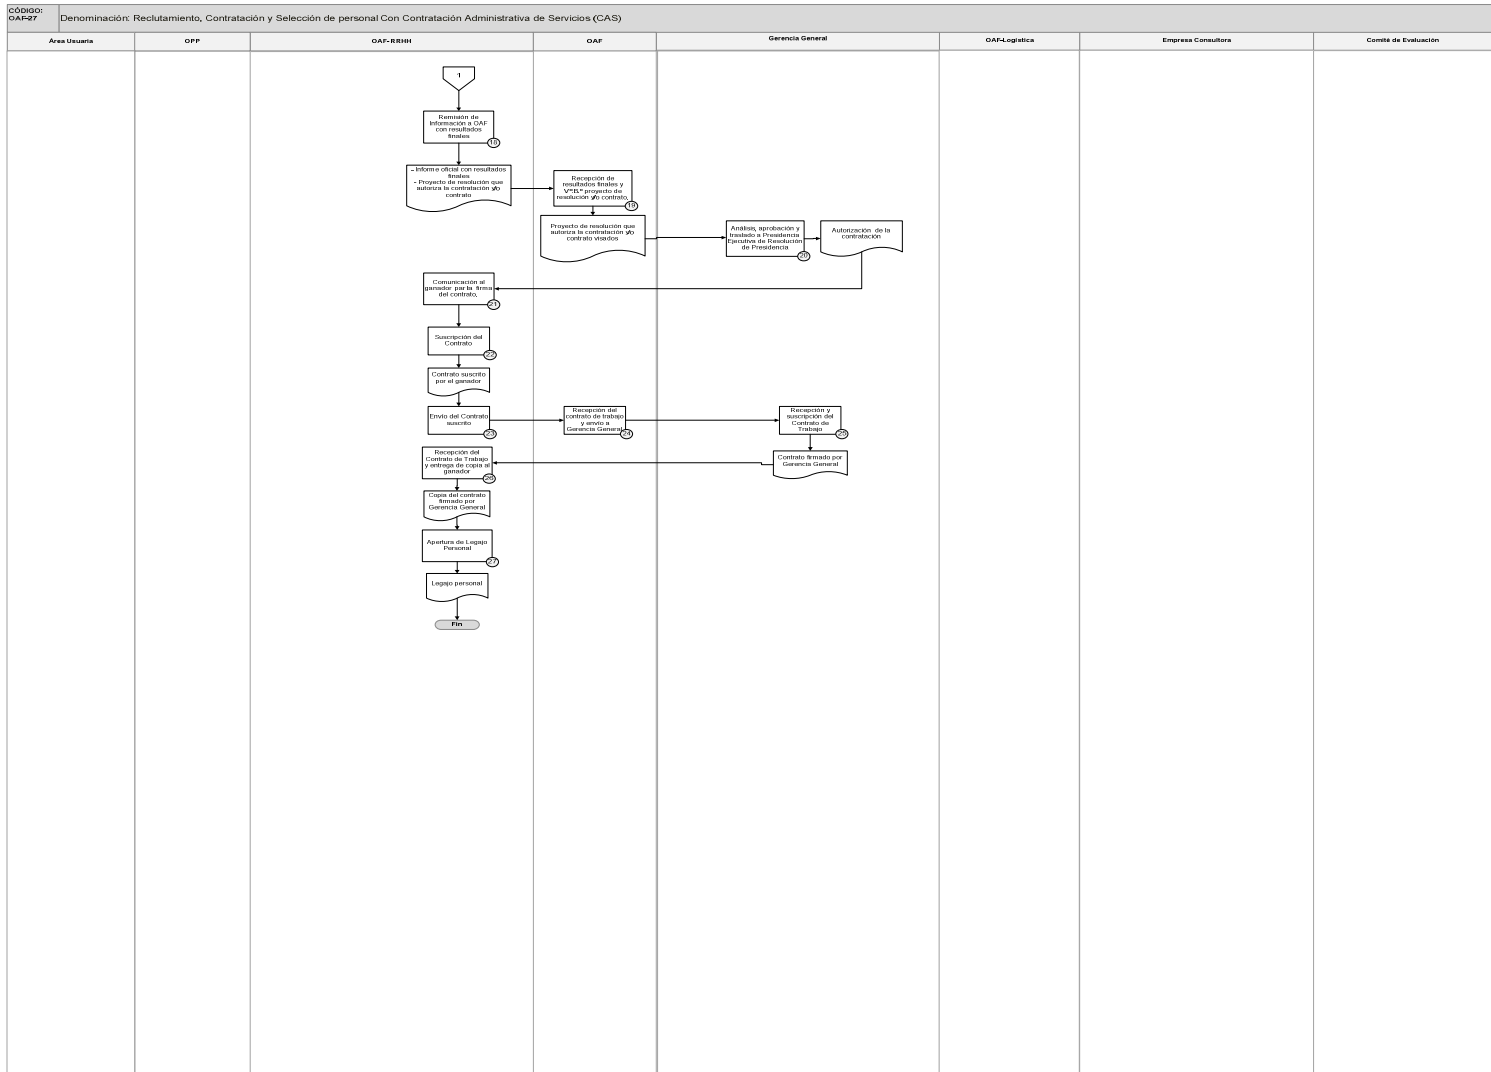 CÓDIGO:
OAF-27
Denominación: Reclutamiento, Contratación y Selección de personal Con Contratación Administrativa de Servicios (CAS)
Área Usuaria
OPP
OAF-RRHH
OAF
Gerencia General
OAF-Logística
Empresa Consultora
Comité de Evaluación
1
Remisión de
Información a OAF
con resultados
finales
18
- Informe oficial con resultados
finales
- Proyecto de resolución que
autoriza la contratación y/o
contrato
Recepción de
resultados finales y
V°.B.° proyecto de
resolución y/o contrato.
19
Proyecto de resolución que
autoriza la contratación y/o
contrato visados
Análisis, aprobación y
traslado a Presidencia
Ejecutiva de Resolución
de Presidencia
20
Autorización de la
contratación
Comunicación al
ganador par la firma
del contrato.
21
Suscripción del
Contrato
22
Contrato suscrito
por el ganador
Envío del Contrato
suscrito
23
Recepción del
contrato de trabajo
y envío a
Gerencia General
24
Recepción y
suscripción del
Contrato de
Trabajo
25
Contrato firmado por
Gerencia General
Recepción del
Contrato de Trabajo
y entrega de copia al
ganador
26
Copia del contrato
firmado por
Gerencia General
Apertura de Legajo
Personal
27
Legajo personal
Fin